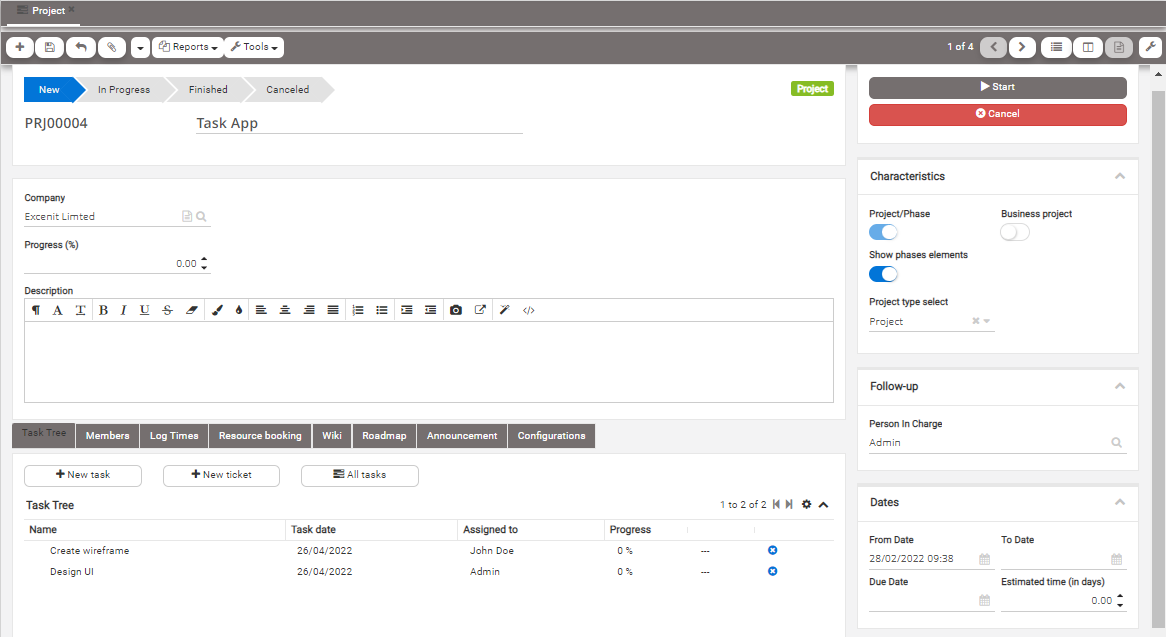 Project
Reports
Tools
1 of 4
New
In Progress
Finished
Canceled
Project
PRJ00004
Task App
Company
Excenit Limted
Progress (%)
0.00
Description
Task Tree
Members
Log Times
Resource booking
Wiki
Roadmap
Announcement
Configurations
New task
New ticket
All tasks
Task Tree
1 to 2 of 2
Name Task date Assigned to Progress
Create wireframe 26/04/2022 John Doe 0 % ---
Design UI 26/04/2022 Admin 0 % ---
Start
Cancel
Characteristics
Project/Phase Business project
Show phases elements
Project type select
Project
Follow-up
Person In Charge
Admin
Dates
From Date To Date
28/02/2022 09:38
Due Date Estimated time (in days)
0.00